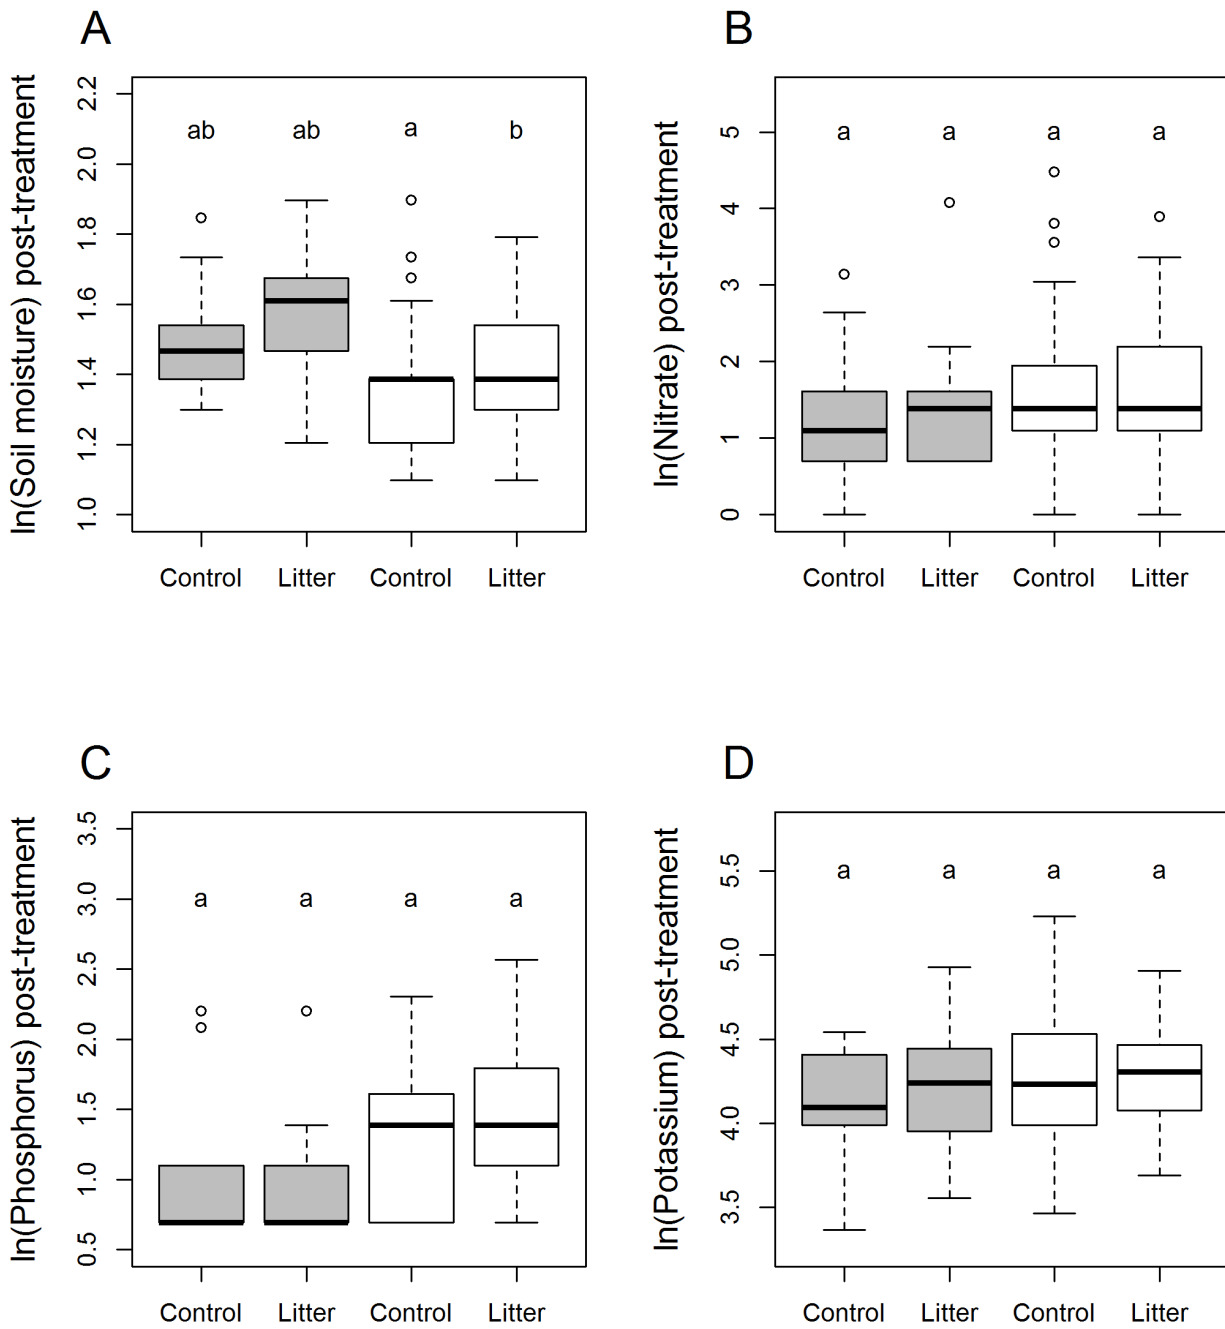 A
ln(Soil moisture) post-treatment
2.2
2.0
1.8
1.6
1.4
1.2
1.0
ab ab a b
Control Litter Control Litter
B
ln(Nitrate) post-treatment
5
4
3
2
1
0
a a a a
Control Litter Control Litter
C
ln(Phosphorus) post-treatment
3.5
3.0
2.5
2.0
1.5
1.0
0.5
a a a a
Control Litter Control Litter
D
ln(Potassium) post-treatment
5.5
5.0
4.5
4.0
3.5
a a a a
Control Litter Control Litter